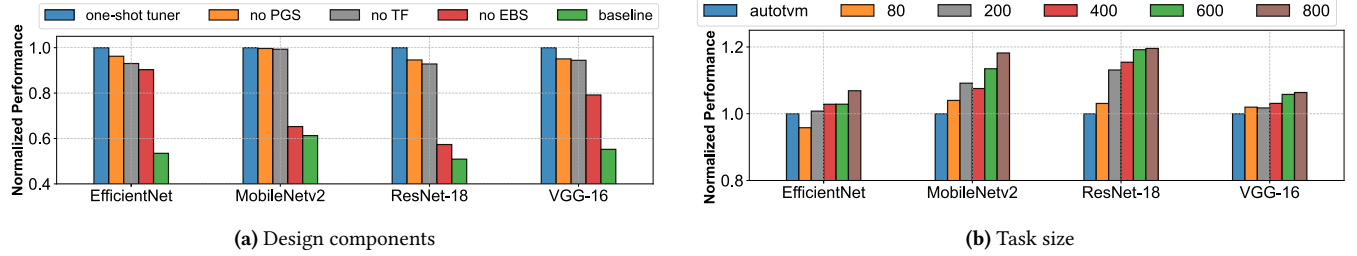 one-shot tuner no PGS no TF no EBS baseline
Normalized Performance
1.0
0.8
0.6
0.4
EfficientNet MobileNetv2 ResNet-18 VGG-16
(a) Design components
autotvm 80 200 400 600 800
Normalized Performance
1.2
1.0
0.8
EfficientNet MobileNetv2 ResNet-18 VGG-16
(b) Task size